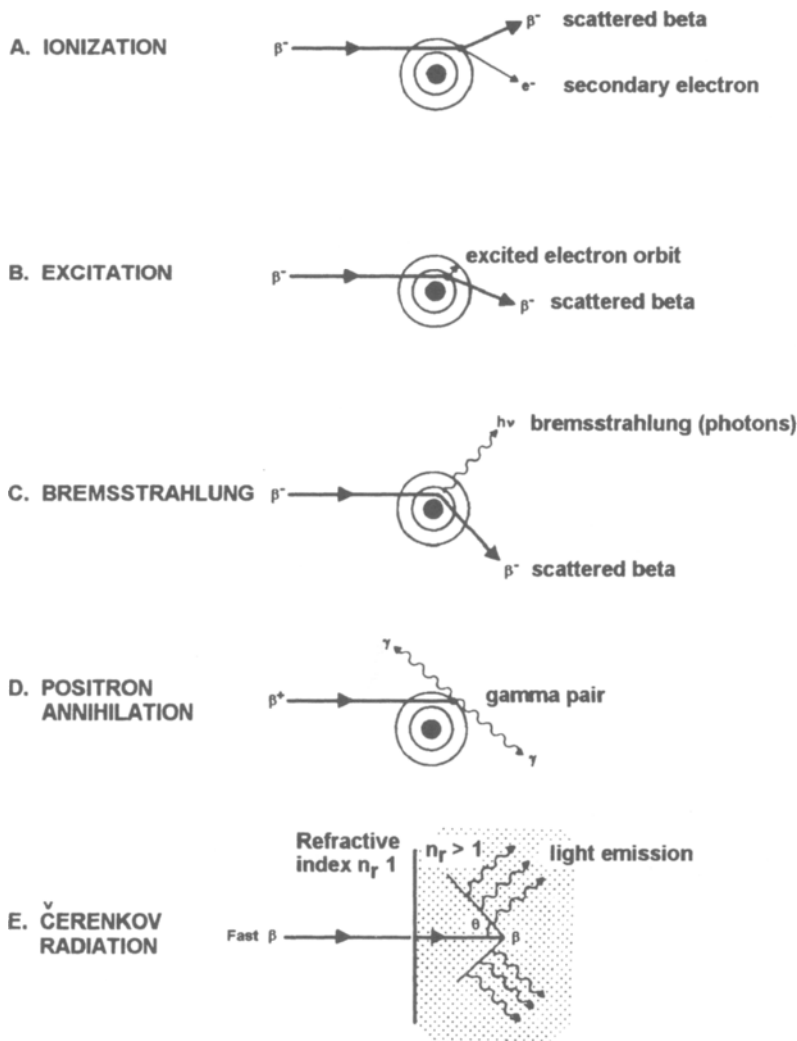 A. IONIZATION
β⁻
β⁻ scattered beta
e⁻ secondary electron
B. EXCITATION
β⁻
excited electron orbit
β⁻ scattered beta
C. BREMSSTRAHLUNG
β⁻
hν bremsstrahlung (photons)
β⁻ scattered beta
D. POSITRON
ANNIHILATION
β⁺
γ
gamma pair
γ
E. ČERENKOV
RADIATION
Refractive
index nᵣ 1
nᵣ > 1
light emission
Fast β
θ
β